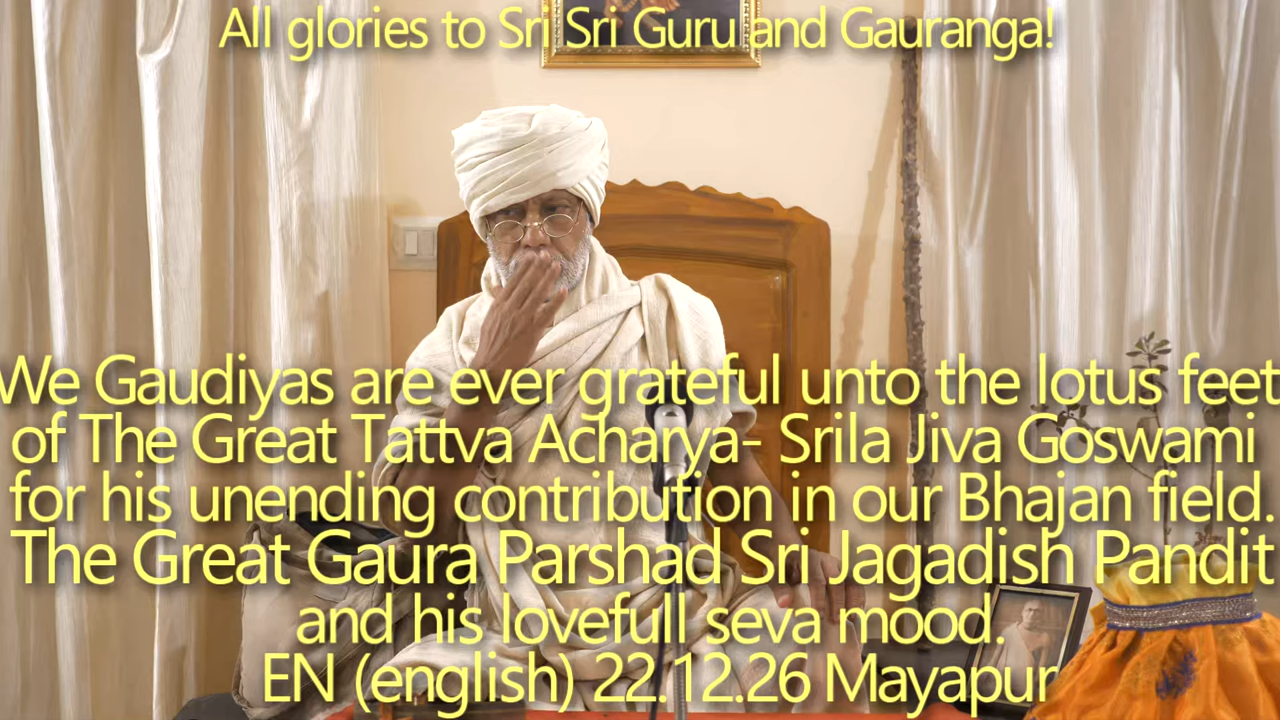 All glories to Sri Sri Guru and Gauranga!
We Gaudiyas are ever grateful unto the lotus feet
of The Great Tattva Acharya- Srila Jiva Goswami
for his unending contribution in our Bhajan field.
The Great Gaura Parshad Sri Jagadish Pandit
and his lovefull seva mood.
EN (english) 22.12.26 Mayapur